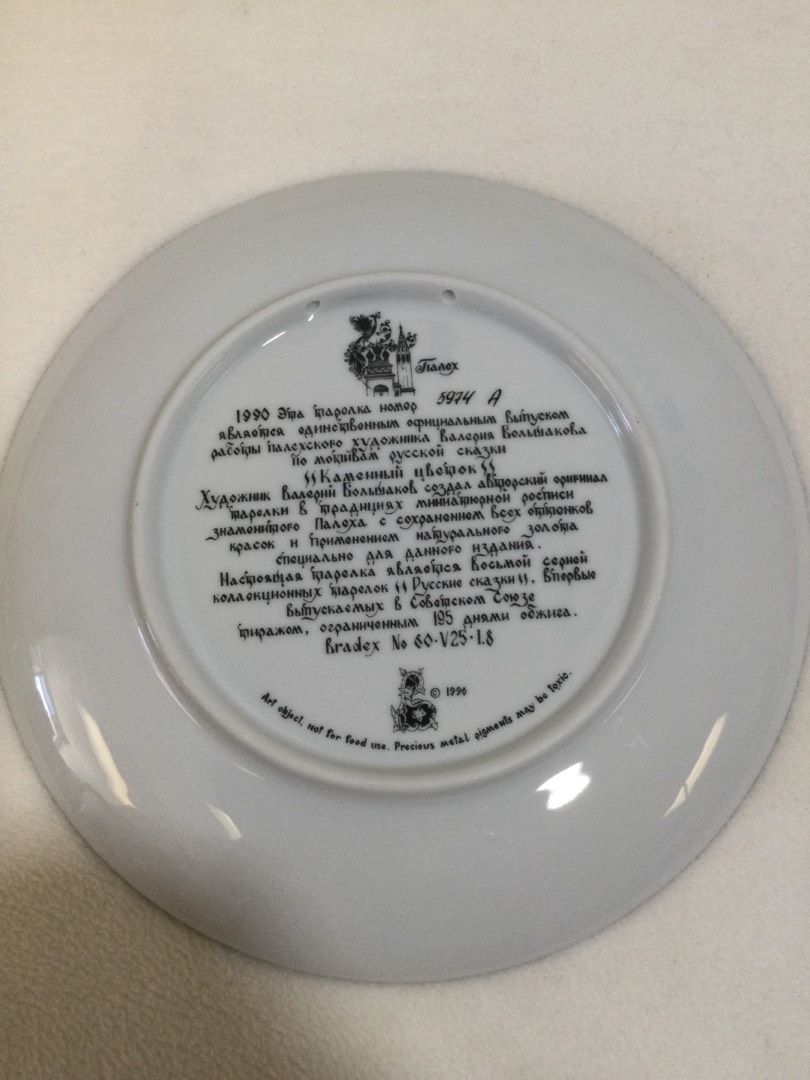 Палех
1990 Эта тарелка номер 5974 А
является единственным официальным выпуском
работы палехского художника Валерия Большакова
по мотивам русской сказки
"Каменный цветок"
Художник Валерий Большаков создал авторский оригинал
тарелки в традициях миниатюрной росписи
знаменитого Палеха с сохранением всех оттенков
красок и применением натурального золота
специально для данного издания.
Настоящая тарелка является восьмой серией
коллекционных тарелок "Русские сказки", впервые
выпускаемых в Советском Союзе
тиражом, ограниченным 195 днями обжига.
Bradex No 60·V25·1.8
© 1990
Art object, not for food use. Precious metal pigments may be toxic.